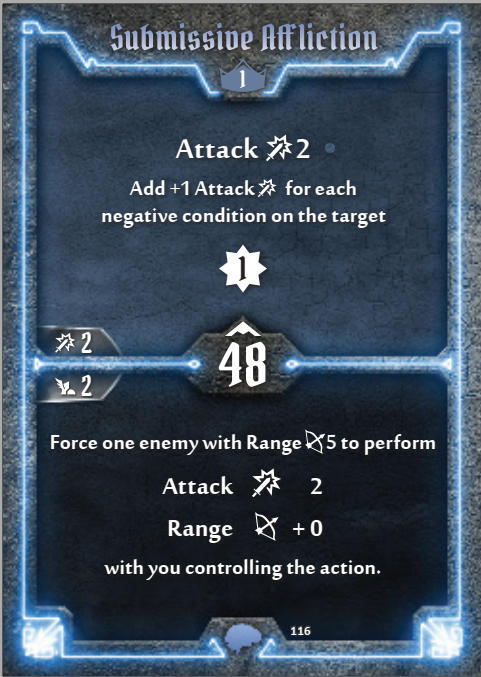 Submissive Affliction
1
Attack 2
Add +1 Attack for each
negative condition on the target
1
2
48
2
Force one enemy with Range 5 to perform
Attack 2
Range + 0
with you controlling the action.
116